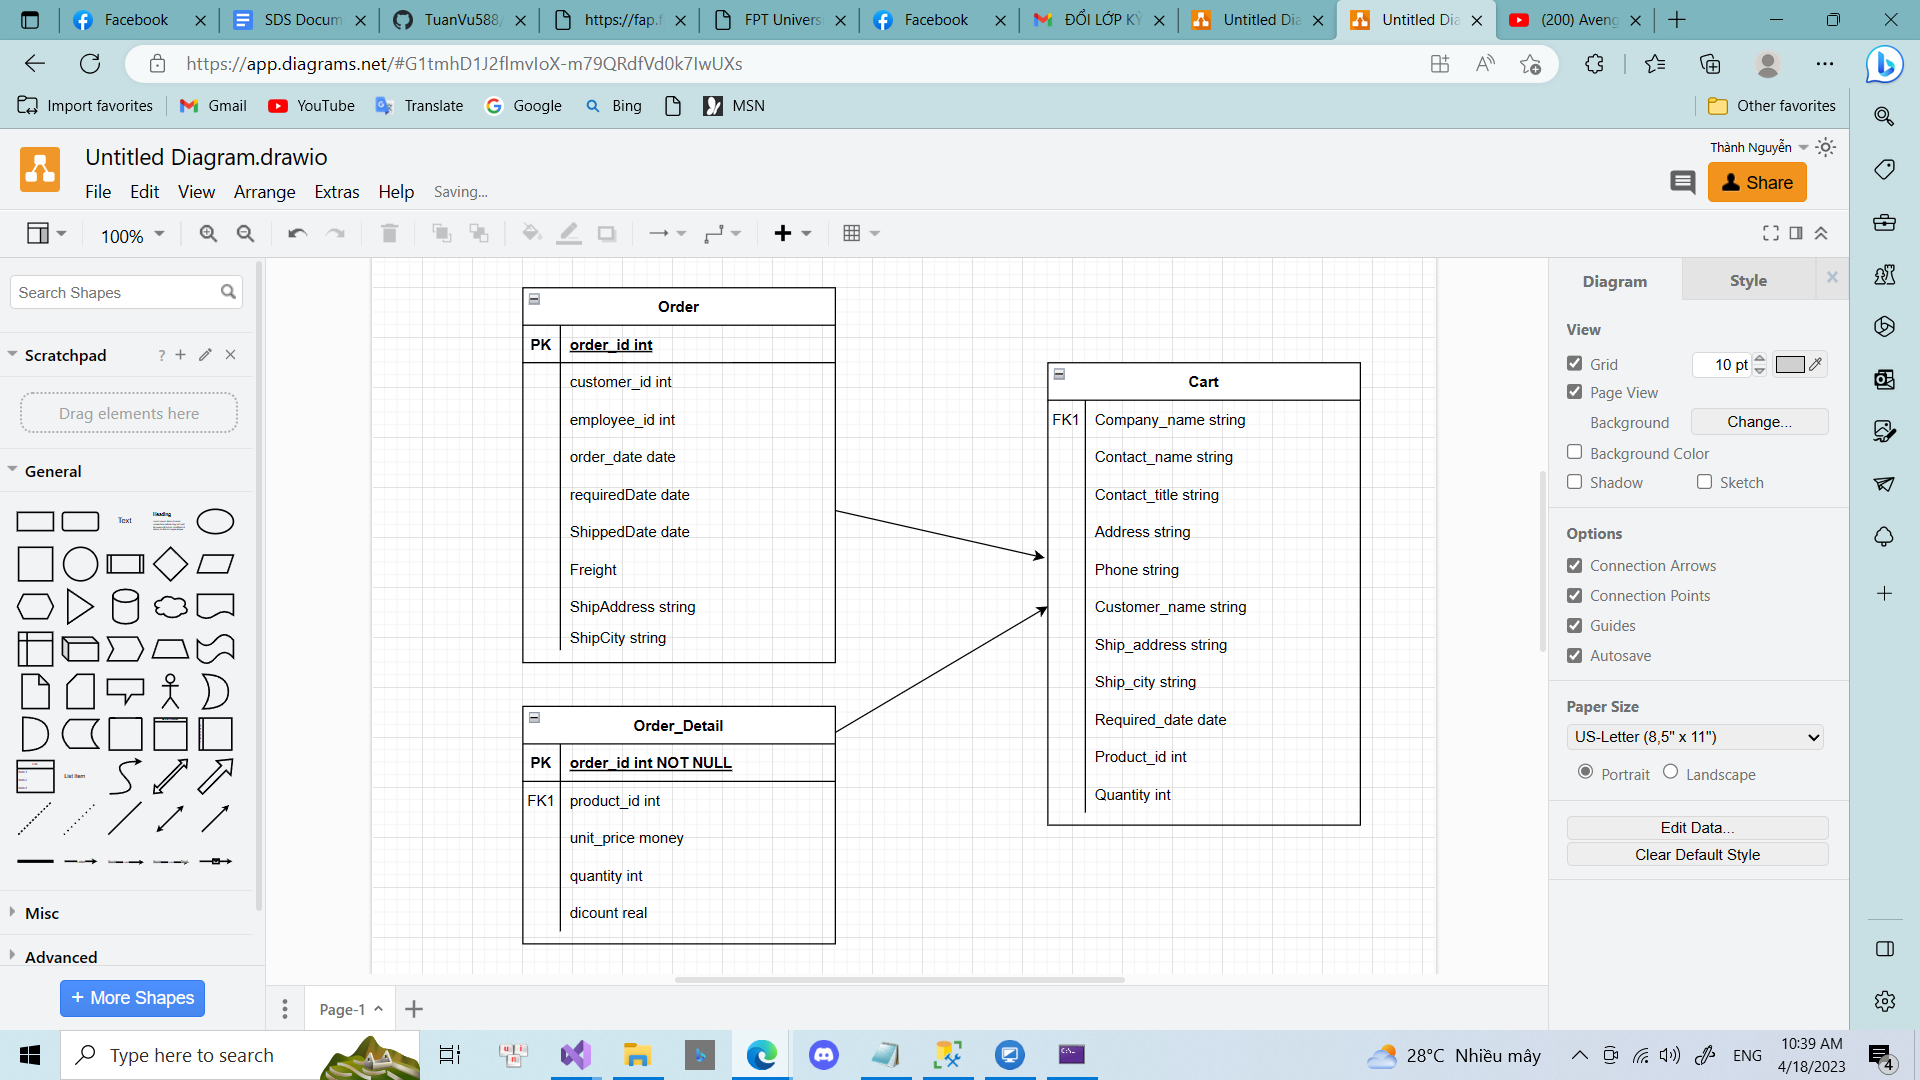 Facebook
SDS Docum
TuanVu588/
https://fap.f
FPT Univers
Facebook
ĐỔI LỚP KỲ
Untitled Dia
Untitled Dia
(200) Aveng
https://app.diagrams.net/#G1tmhD1J2flmvIoX-m79QRdfVd0k7IwUXs
Import favorites
Gmail
YouTube
Translate
Google
Bing
MSN
Other favorites
Untitled Diagram.drawio
Thành Nguyễn
File Edit View Arrange Extras Help Saving...
Share
100%
Search Shapes
Scratchpad
?
Drag elements here
General
Text
Heading
List Item
Misc
Advanced
+ More Shapes
Order
PK order_id int
customer_id int
employee_id int
order_date date
requiredDate date
ShippedDate date
Freight
ShipAddress string
ShipCity string
Order_Detail
PK order_id int NOT NULL
FK1 product_id int
unit_price money
quantity int
dicount real
Cart
FK1 Company_name string
Contact_name string
Contact_title string
Address string
Phone string
Customer_name string
Ship_address string
Ship_city string
Required_date date
Product_id int
Quantity int
Page-1
Diagram
Style
View
Grid 10 pt
Page View
Background Change...
Background Color
Shadow Sketch
Options
Connection Arrows
Connection Points
Guides
Autosave
Paper Size
US-Letter (8,5" x 11")
Portrait Landscape
Edit Data...
Clear Default Style
Type here to search
28°C Nhiều mây
ENG
10:39 AM
4/18/2023
4